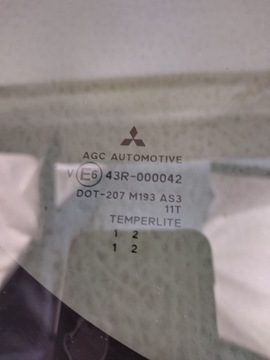 AGC AUTOMOTIVE
V E6 43R-000042
DOT-207 M193 AS3
11T
TEMPERLITE
1 2
1 2